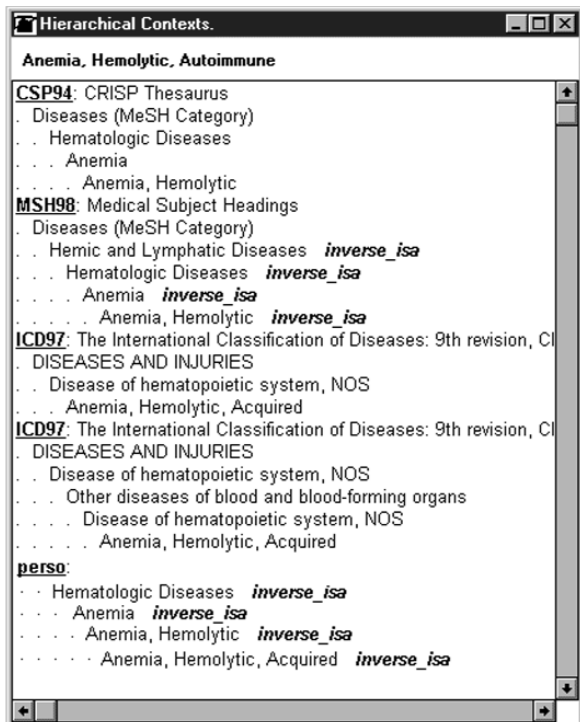 Hierarchical Contexts.
Anemia, Hemolytic, Autoimmune
CSP94: CRISP Thesaurus
. Diseases (MeSH Category)
. . Hematologic Diseases
. . . Anemia
. . . . Anemia, Hemolytic
MSH98: Medical Subject Headings
. Diseases (MeSH Category)
. . Hemic and Lymphatic Diseases inverse_isa
. . . Hematologic Diseases inverse_isa
. . . . Anemia inverse_isa
. . . . . Anemia, Hemolytic inverse_isa
ICD97: The International Classification of Diseases: 9th revision, Cl
. DISEASES AND INJURIES
. . Disease of hematopoietic system, NOS
. . . Anemia, Hemolytic, Acquired
ICD97: The International Classification of Diseases: 9th revision, Cl
. DISEASES AND INJURIES
. . Disease of hematopoietic system, NOS
. . . Other diseases of blood and blood-forming organs
. . . . Disease of hematopoietic system, NOS
. . . . . Anemia, Hemolytic, Acquired
perso:
· · Hematologic Diseases inverse_isa
· · · Anemia inverse_isa
· · · · Anemia, Hemolytic inverse_isa
· · · · · Anemia, Hemolytic, Acquired inverse_isa